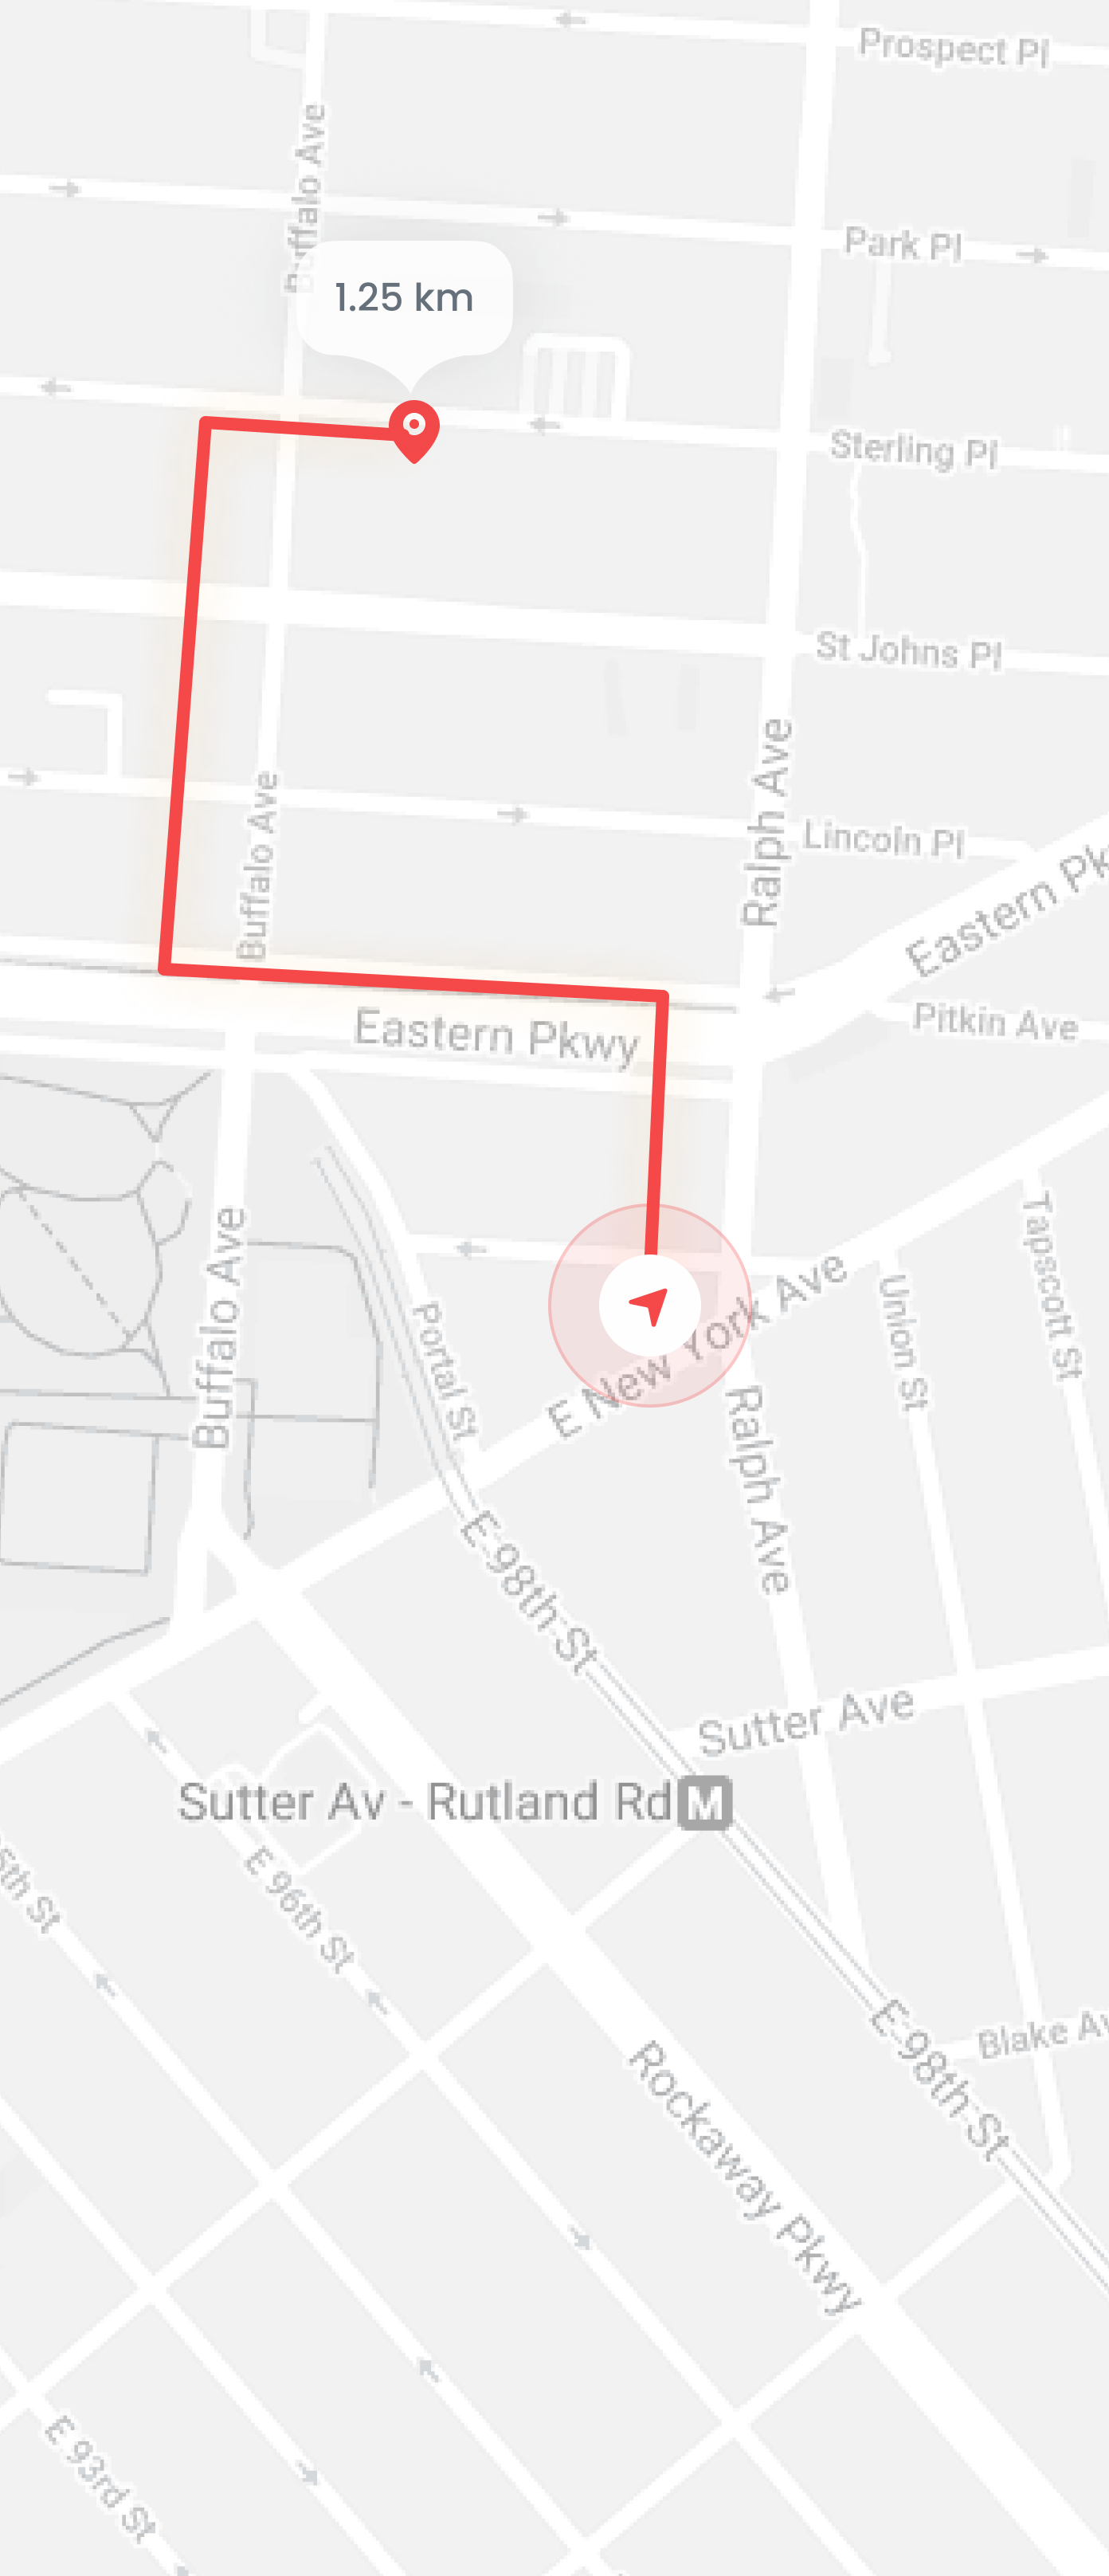 Prospect Pl
Buffalo Ave
Park Pl
1.25 km
Sterling Pl
St Johns Pl
Ralph Ave
Buffalo Ave
Lincoln Pl
Eastern
Pitkin Ave
Eastern Pkwy
Tapscott St
Buffalo Ave
E New York Ave
Union St
Portal St
Ralph Ave
E 98th St
Sutter Ave
Sutter Av - Rutland Rd M
E 96th St
St
E 98th St
Blake
Rockaway Pkwy
E 93rd St